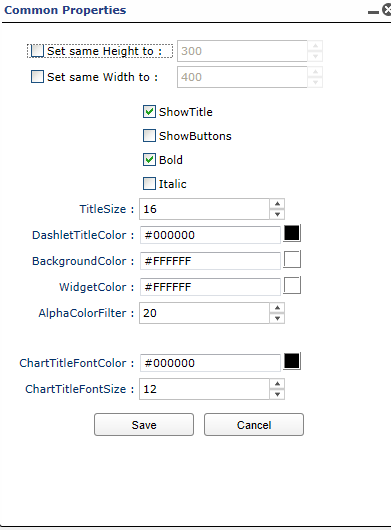 Common Properties
Set same Height to : 300
Set same Width to : 400
ShowTitle
ShowButtons
Bold
Italic
TitleSize : 16
DashletTitleColor : #000000
BackgroundColor : #FFFFFF
WidgetColor : #FFFFFF
AlphaColorFilter : 20
ChartTitleFontColor : #000000
ChartTitleFontSize : 12
Save Cancel